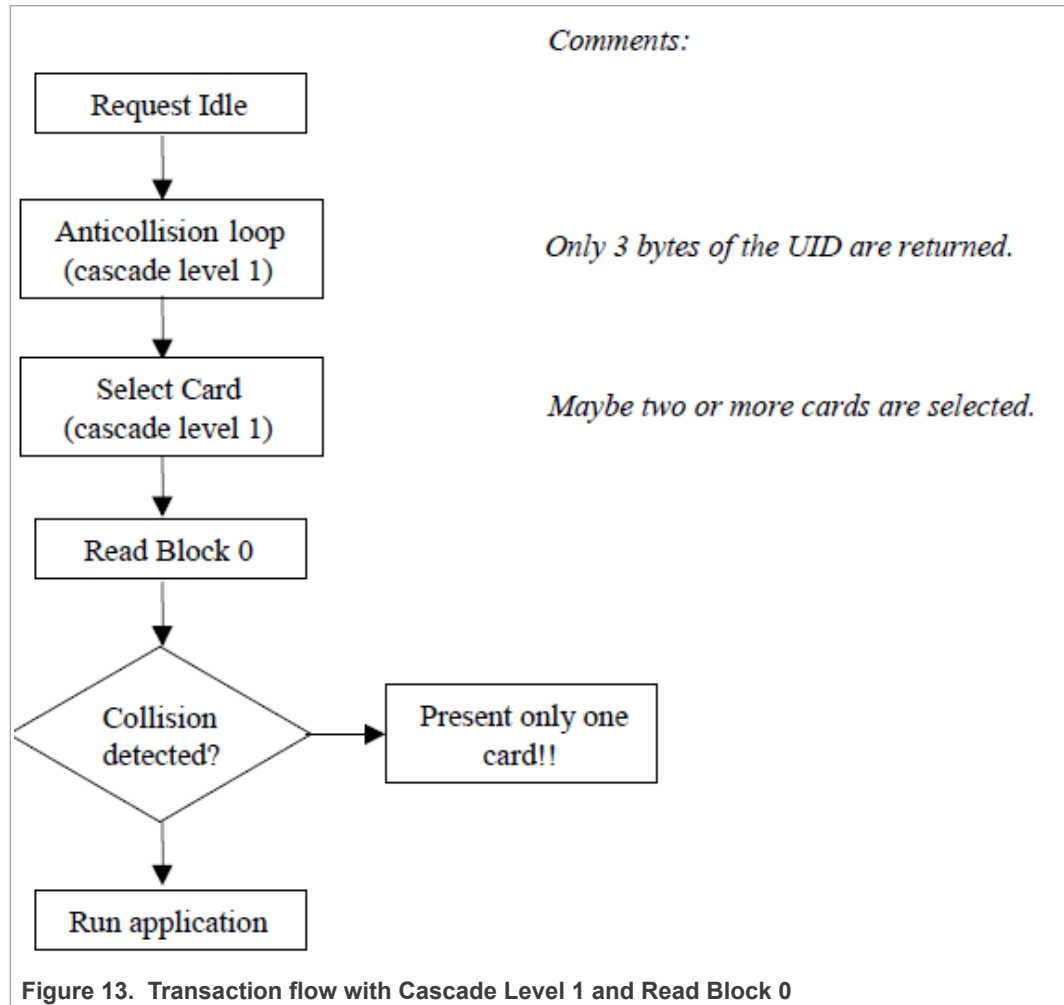 Comments:
Request Idle
Anticollision loop
(cascade level 1)
Only 3 bytes of the UID are returned.
Select Card
(cascade level 1)
Maybe two or more cards are selected.
Read Block 0
Collision
detected?
Present only one
card!!
Run application
Figure 13. Transaction flow with Cascade Level 1 and Read Block 0